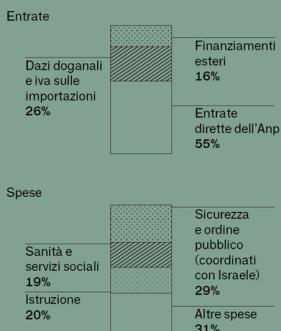 Entrate
Finanziamenti
esteri
16%
Dazi doganali
e iva sulle
importazioni
26%
Entrate
dirette dell'Anp
55%
Spese
Sicurezza
e ordine
pubblico
(coordinati
con Israele)
29%
Sanità e
servizi sociali
19%
Istruzione
20%
Altre spese
31%